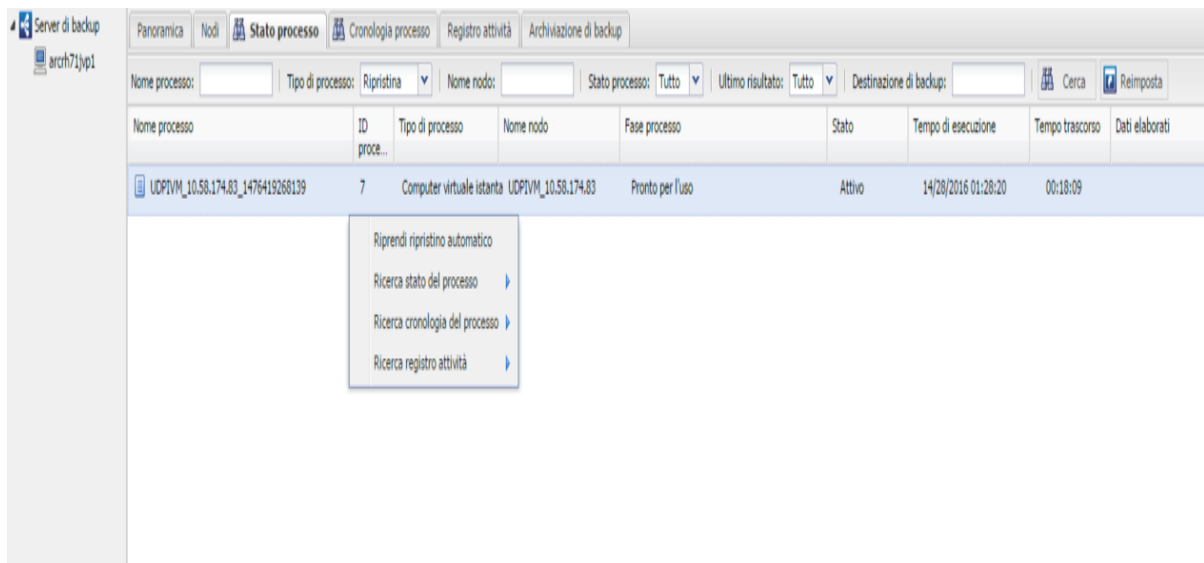 Server di backup
arcrh71jvp1
Panoramica Nodi Stato processo Cronologia processo Registro attività Archiviazione di backup
Nome processo: Tipo di processo: Ripristina Nome nodo: Stato processo: Tutto Ultimo risultato: Tutto Destinazione di backup: Cerca Reimposta
Nome processo ID proce... Tipo di processo Nome nodo Fase processo Stato Tempo di esecuzione Tempo trascorso Dati elaborati
UDPIVM_10.58.174.83_1476419268139 7 Computer virtuale istanta UDPIVM_10.58.174.83 Pronto per l'uso Attivo 14/28/2016 01:28:20 00:18:09
Riprendi ripristino automatico
Ricerca stato del processo
Ricerca cronologia del processo
Ricerca registro attività